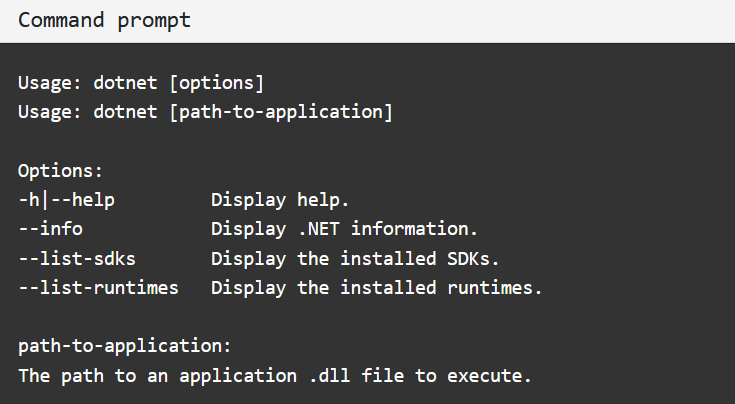 Command prompt
Usage: dotnet [options]
Usage: dotnet [path-to-application]
Options:
-h|--help Display help.
--info Display .NET information.
--list-sdks Display the installed SDKs.
--list-runtimes Display the installed runtimes.
path-to-application:
The path to an application .dll file to execute.